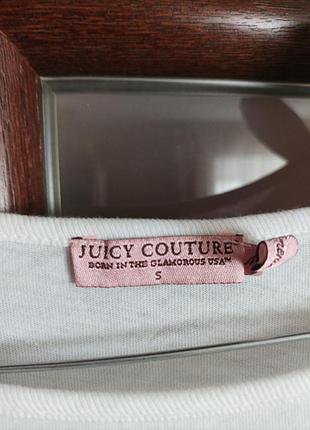 JUICY COUTURE
BORN IN THE GLAMOROUS USA™
S